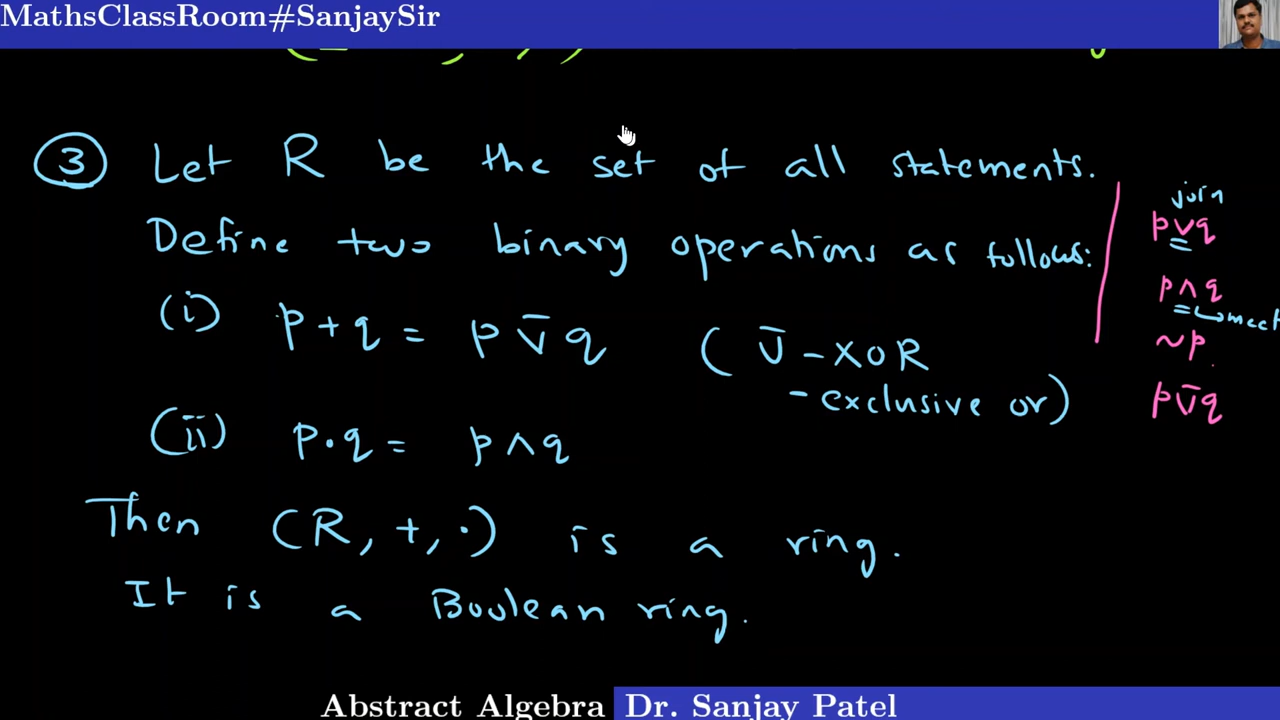 MathsClassRoom#SanjaySir
③ Let R be the set of all statements.
Define two binary operations as follows:
(i) p + q = p ⊽ q ( ⊽ - XOR
- exclusive or)
(ii) p . q = p ∧ q
Then (R, +, ·) is a ring.
It is a Boolean ring.
join
p ∨ q
p ∧ q
meet
~p
p ⊽ q
Abstract Algebra Dr. Sanjay Patel